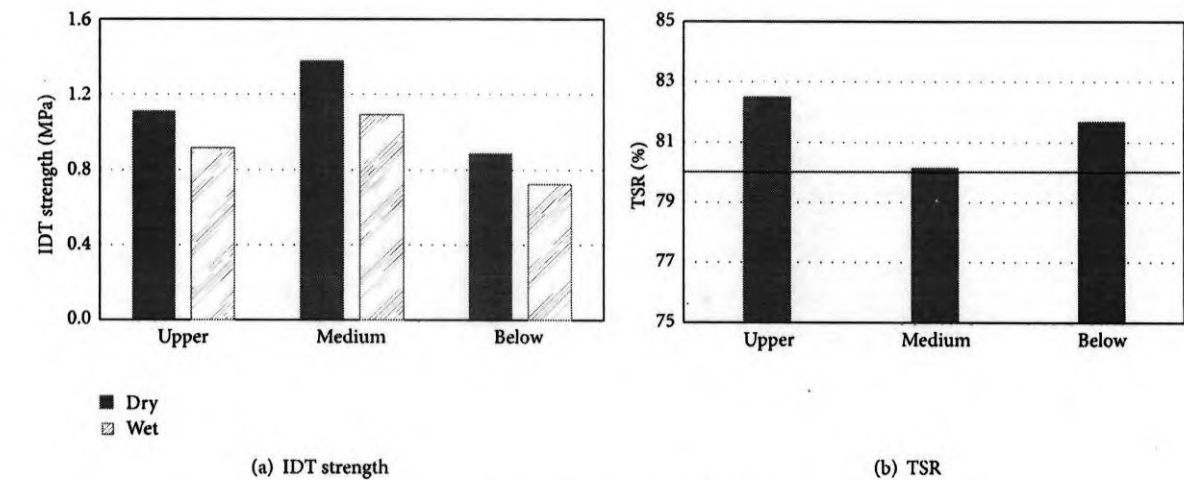 1.6
1.2
0.8
0.4
0.0
IDT strength (MPa)
Upper
Medium
Below
Dry
Wet
(a) IDT strength
85
83
81
79
77
75
TSR (%)
Upper
Medium
Below
(b) TSR